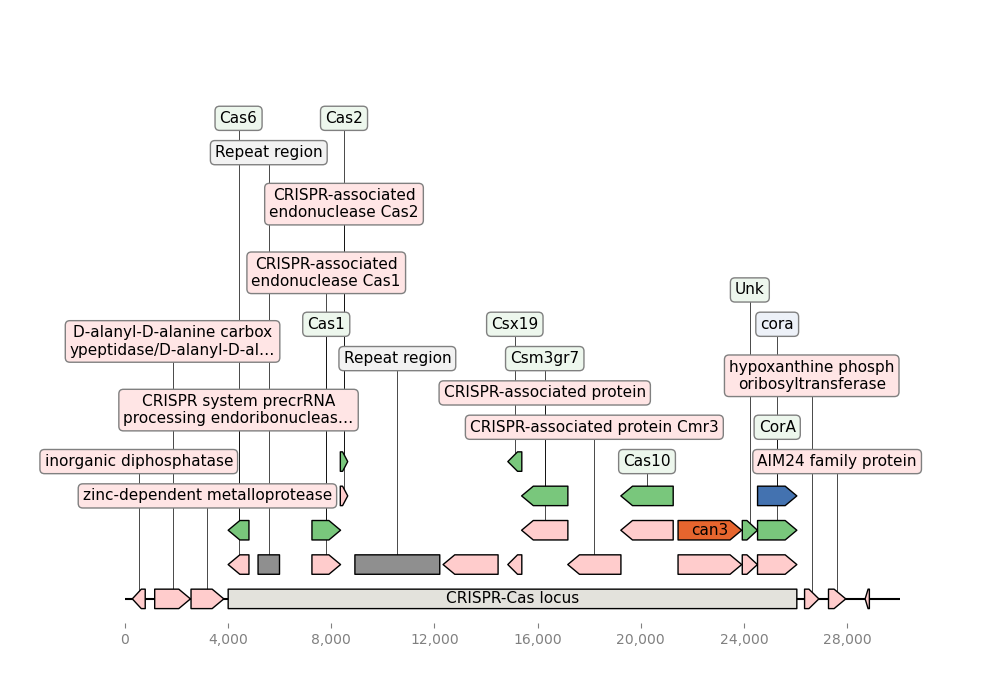 Cas6
Cas2
Repeat region
CRISPR-associated
endonuclease Cas2
CRISPR-associated
endonuclease Cas1
Unk
D-alanyl-D-alanine carbox
ypeptidase/D-alanyl-D-al...
Cas1
Csx19
cora
Repeat region
Csm3gr7
hypoxanthine phosph
oribosyltransferase
CRISPR system precrRNA
processing endoribonucleas...
CRISPR-associated protein
CRISPR-associated protein Cmr3
CorA
inorganic diphosphatase
Cas10
AIM24 family protein
zinc-dependent metalloprotease
can3
CRISPR-Cas locus
0
4,000
8,000
12,000
16,000
20,000
24,000
28,000